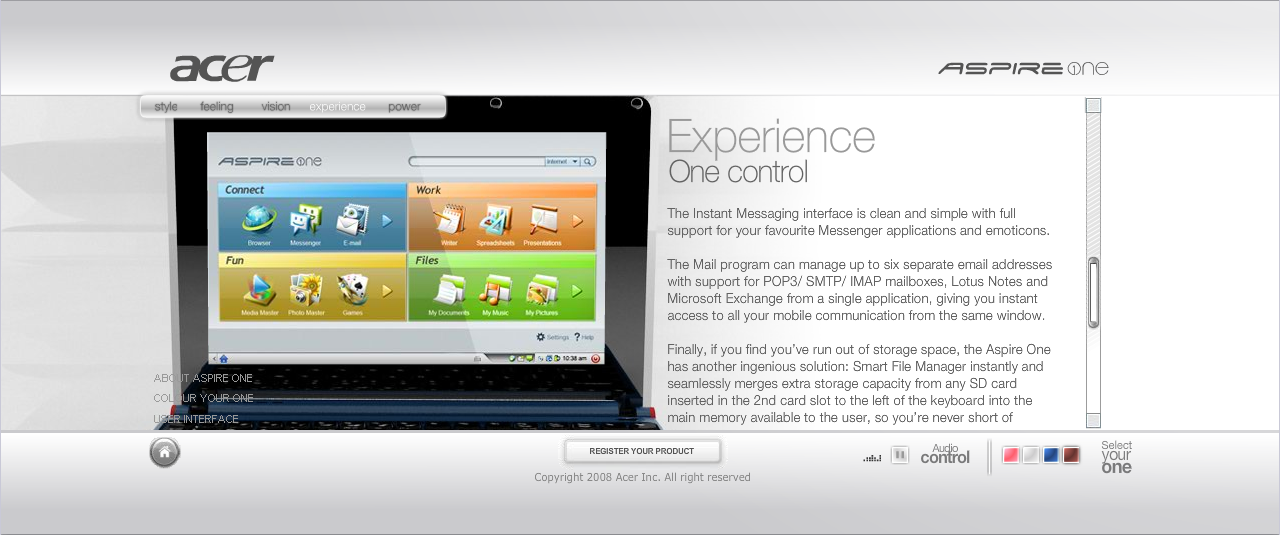 acer
ASPIRE one
style feeling vision experience power
ASPIRE one
Internet
Connect
Work
Browser Messenger E-mail
Writer Spreadsheets Presentations
Fun
Files
Media Master Photo Master Games
My Documents My Music My Pictures
Settings ? Help
10:38 am
Experience
One control
The Instant Messaging interface is clean and simple with full
support for your favourite Messenger applications and emoticons.
The Mail program can manage up to six separate email addresses
with support for POP3/ SMTP/ IMAP mailboxes, Lotus Notes and
Microsoft Exchange from a single application, giving you instant
access to all your mobile communication from the same window.
Finally, if you find you’ve run out of storage space, the Aspire One
has another ingenious solution: Smart File Manager instantly and
seamlessly merges extra storage capacity from any SD card
inserted in the 2nd card slot to the left of the keyboard into the
main memory available to the user, so you’re never short of
ABOUT ASPIRE ONE
COLOUR YOUR ONE
USER INTERFACE
REGISTER YOUR PRODUCT
Copyright 2008 Acer Inc. All right reserved
Audio
control
Select
your
one